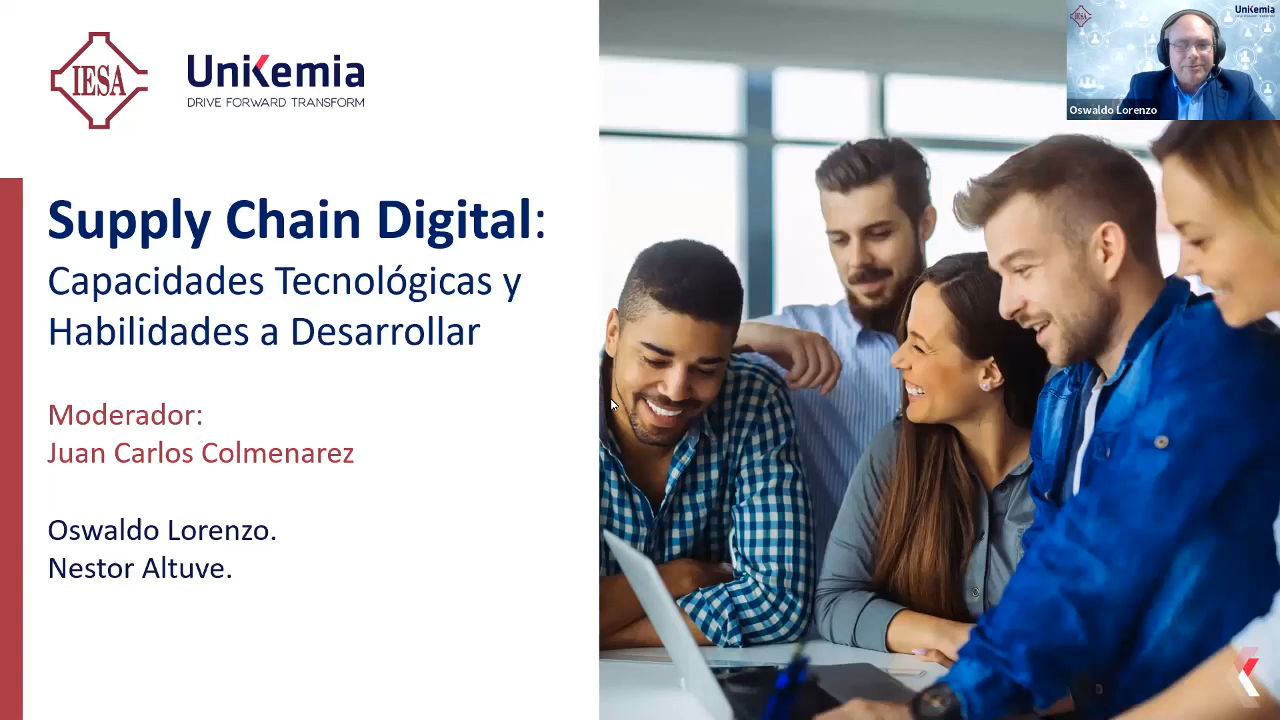 IESA
UniKemia
DRIVE FORWARD TRANSFORM
Supply Chain Digital:
Capacidades Tecnológicas y
Habilidades a Desarrollar
Moderador:
Juan Carlos Colmenarez
Oswaldo Lorenzo.
Nestor Altuve.
IESA
UniKemia
Oswaldo Lorenzo